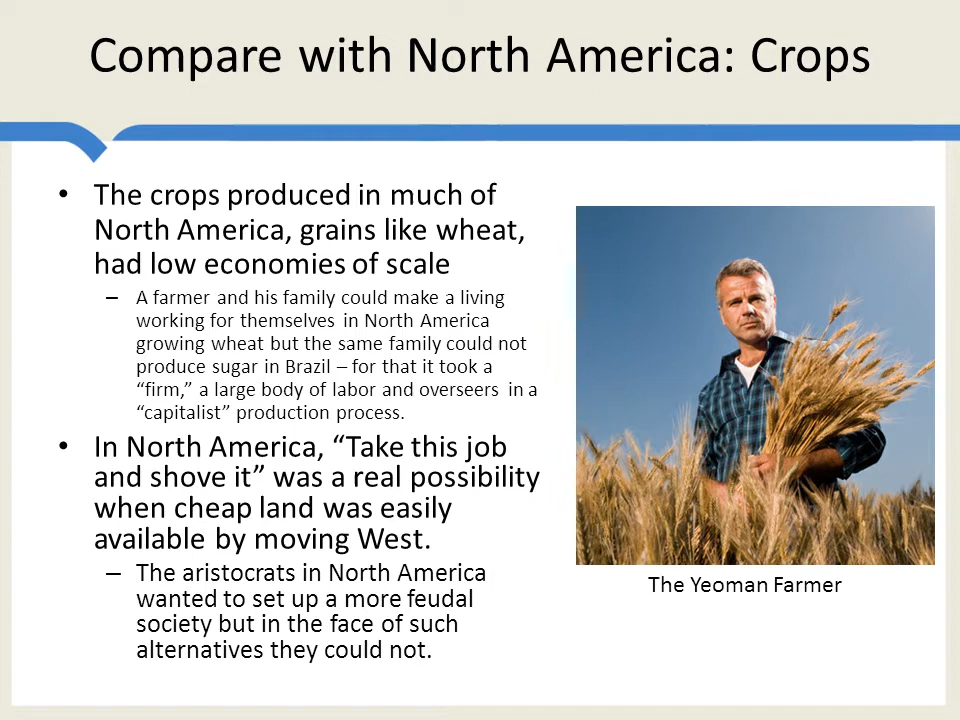 Compare with North America: Crops
• The crops produced in much of
North America, grains like wheat,
had low economies of scale
– A farmer and his family could make a living
working for themselves in North America
growing wheat but the same family could not
produce sugar in Brazil – for that it took a
“firm,” a large body of labor and overseers in a
“capitalist” production process.
• In North America, “Take this job
and shove it” was a real possibility
when cheap land was easily
available by moving West.
– The aristocrats in North America
wanted to set up a more feudal
society but in the face of such
alternatives they could not.
The Yeoman Farmer